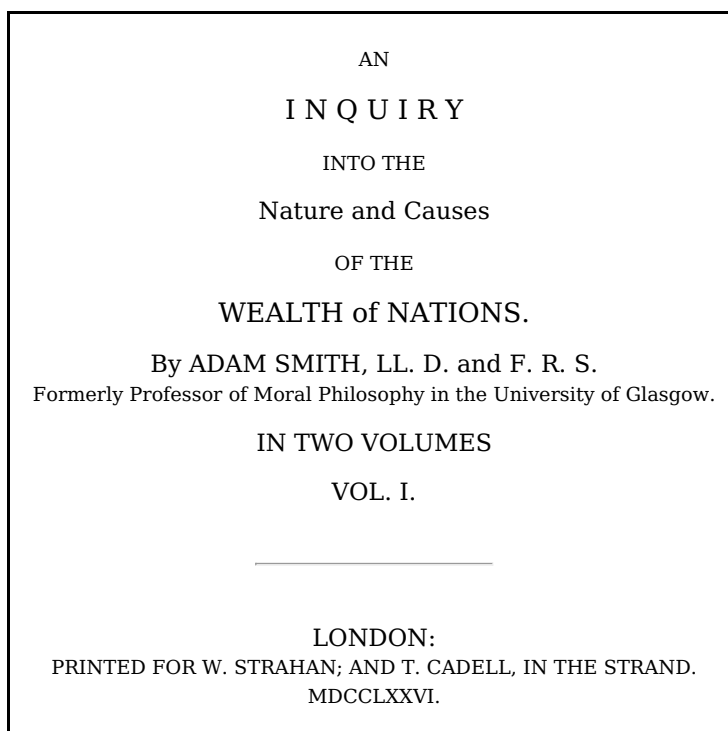 AN
I N Q U I R Y
INTO THE
Nature and Causes
OF THE
WEALTH of NATIONS.
By ADAM SMITH, LL. D. and F. R. S.
Formerly Professor of Moral Philosophy in the University of Glasgow.
IN TWO VOLUMES
VOL. I.
LONDON:
PRINTED FOR W. STRAHAN; AND T. CADELL, IN THE STRAND.
MDCCLXXVI.